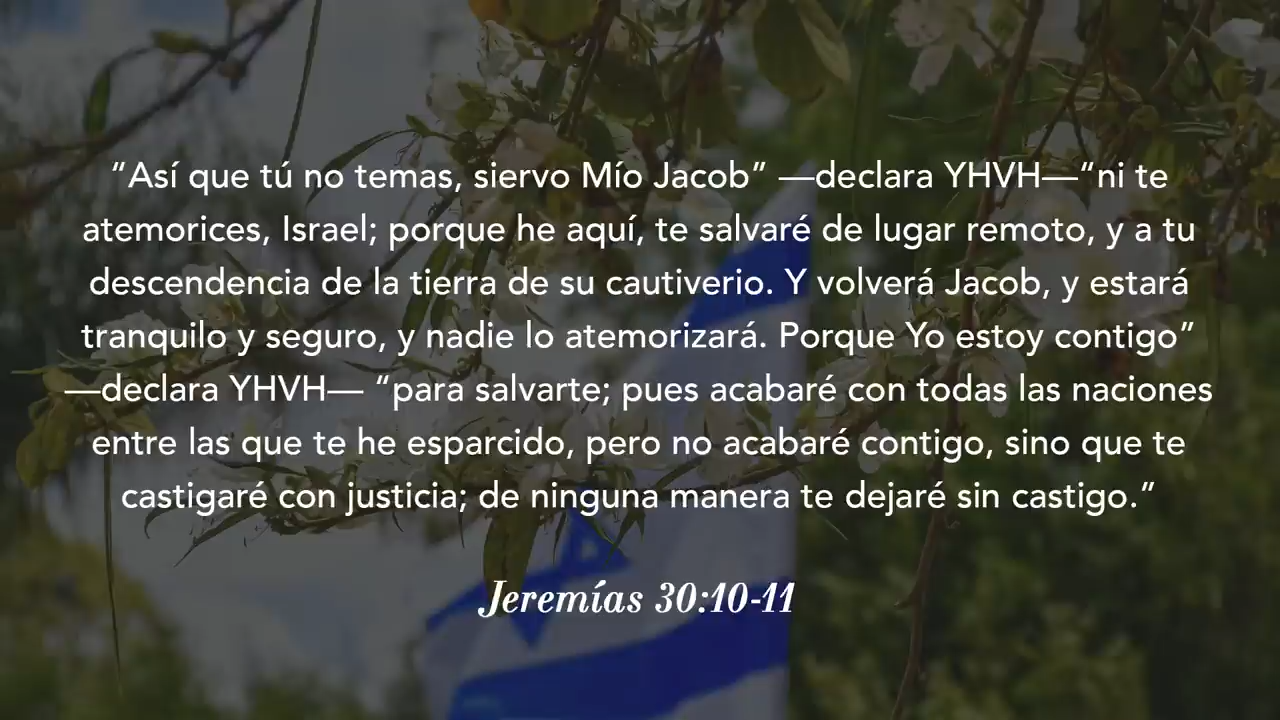 “Así que tú no temas, siervo Mío Jacob” —declara YHVH—“ni te
atemorices, Israel; porque he aquí, te salvaré de lugar remoto, y a tu
descendencia de la tierra de su cautiverio. Y volverá Jacob, y estará
tranquilo y seguro, y nadie lo atemorizará. Porque Yo estoy contigo”
—declara YHVH— “para salvarte; pues acabaré con todas las naciones
entre las que te he esparcido, pero no acabaré contigo, sino que te
castigaré con justicia; de ninguna manera te dejaré sin castigo.”
Jeremías 30:10-11